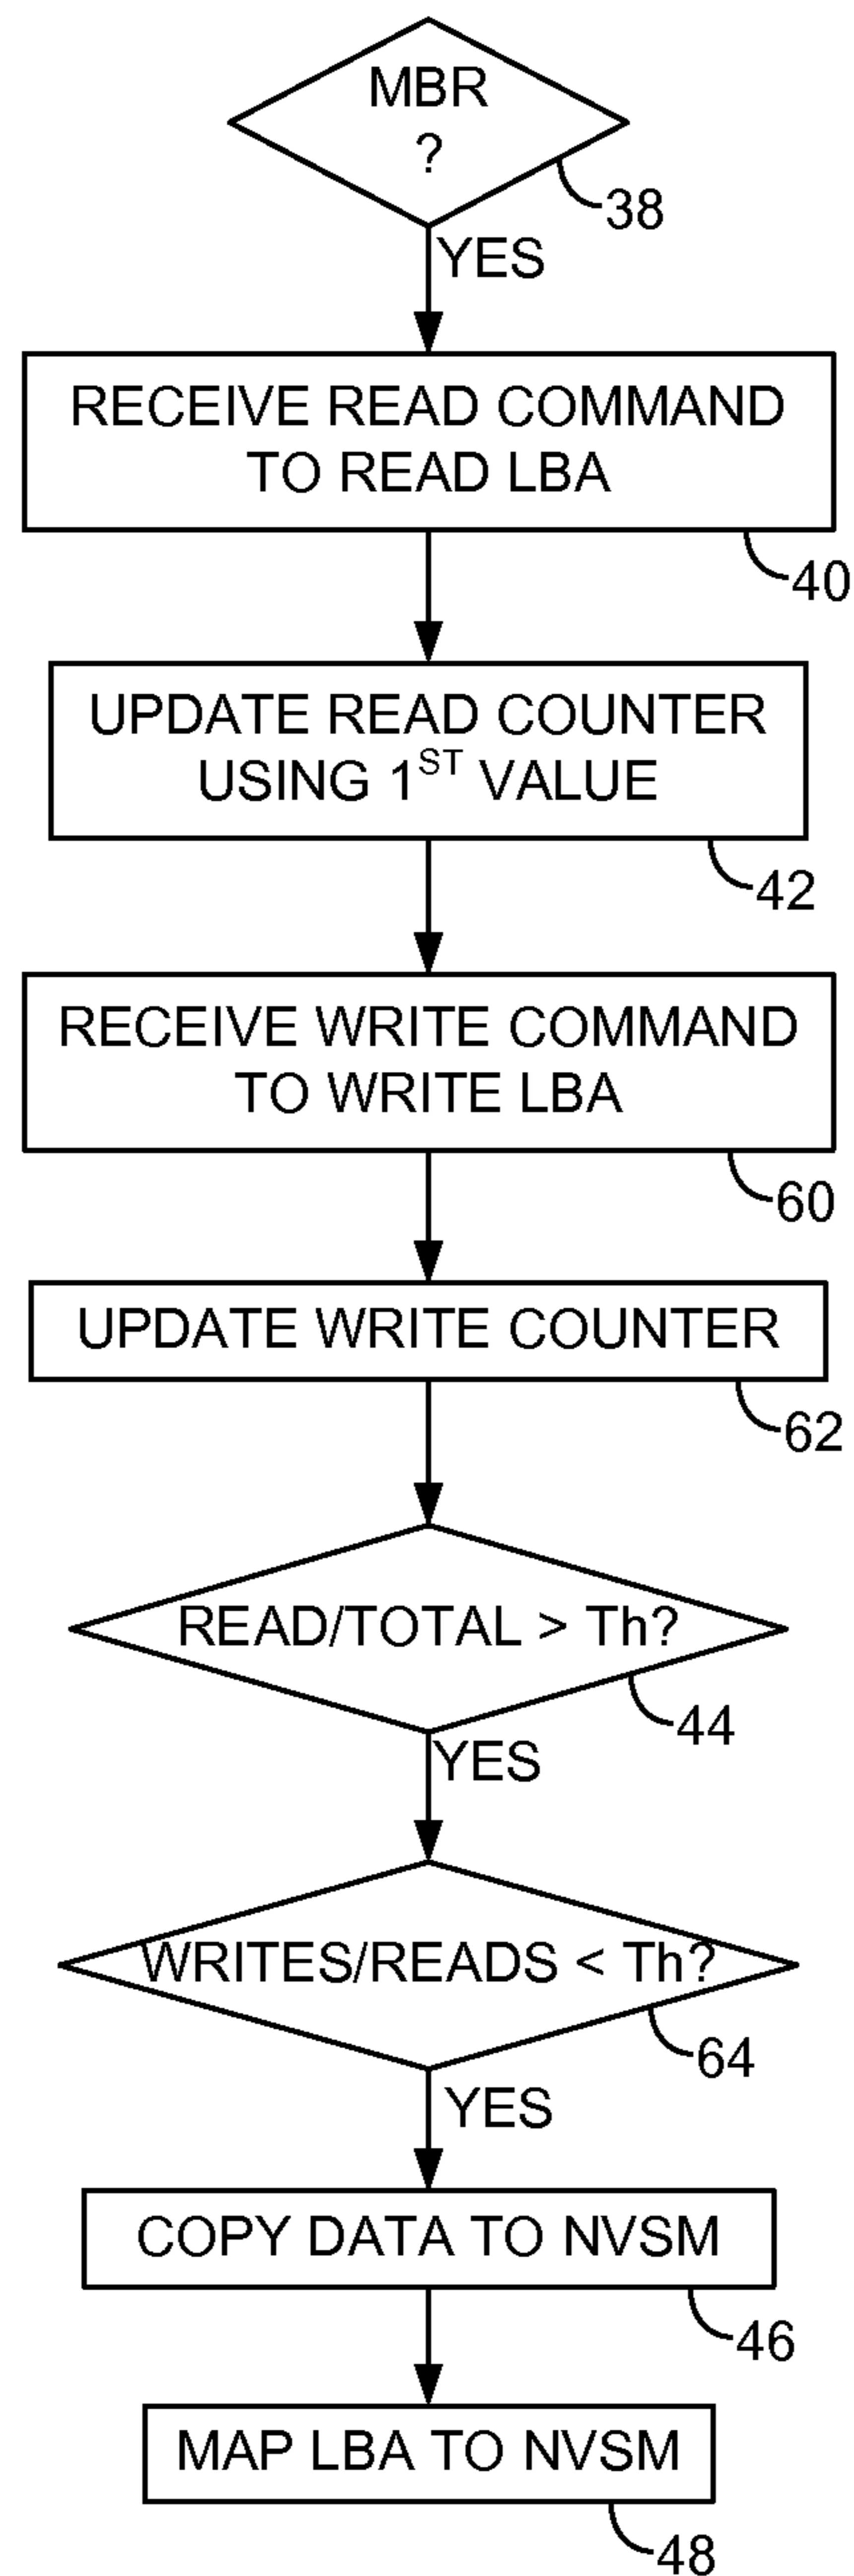 MBR
?
38
YES
RECEIVE READ COMMAND
TO READ LBA
40
UPDATE READ COUNTER
USING 1ST VALUE
42
RECEIVE WRITE COMMAND
TO WRITE LBA
60
UPDATE WRITE COUNTER
62
READ/TOTAL > Th?
44
YES
WRITES/READS < Th?
64
YES
COPY DATA TO NVSM
46
MAP LBA TO NVSM
48